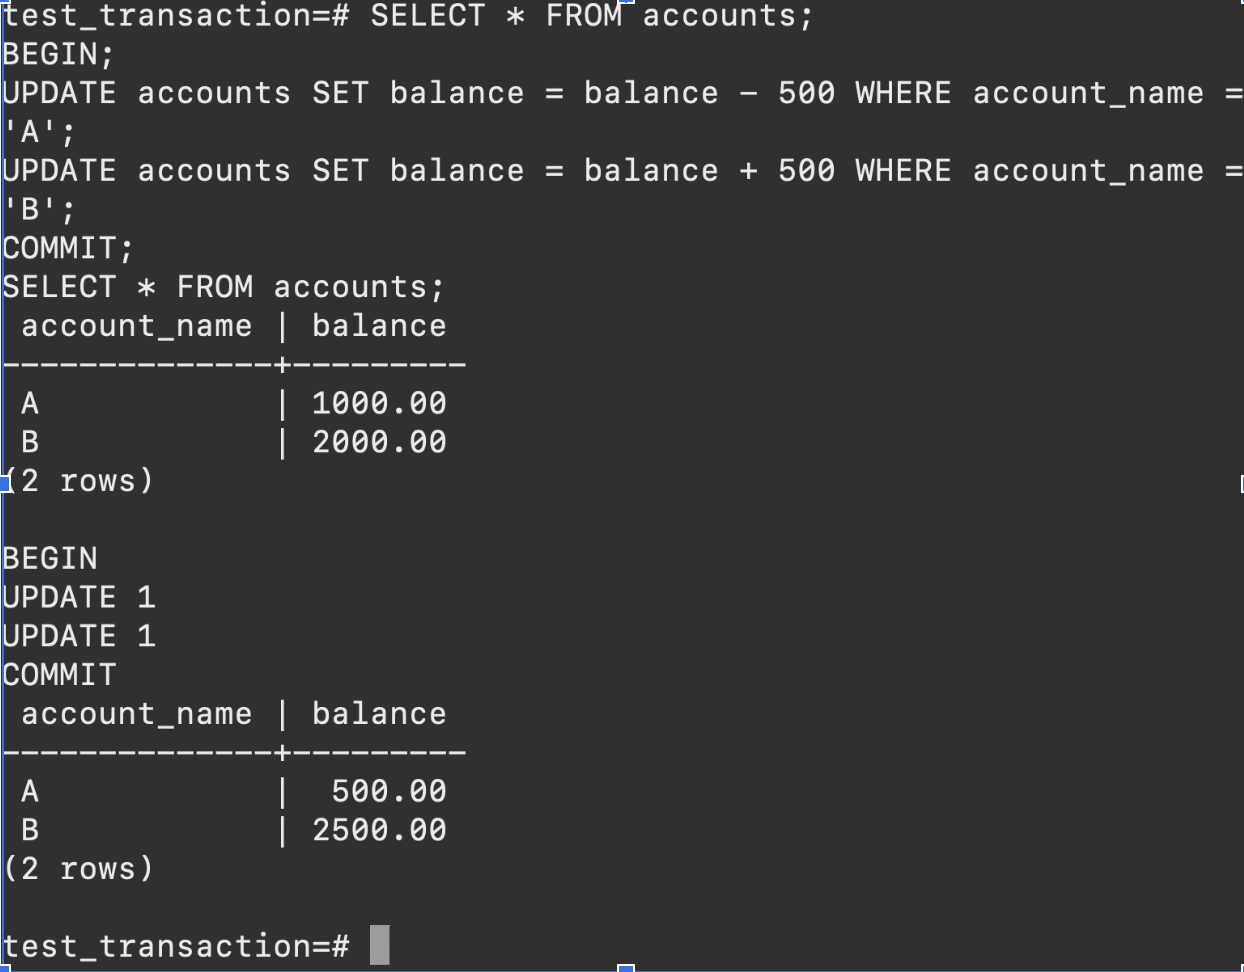 test_transaction=# SELECT * FROM accounts;
BEGIN;
UPDATE accounts SET balance = balance - 500 WHERE account_name =
'A';
UPDATE accounts SET balance = balance + 500 WHERE account_name =
'B';
COMMIT;
SELECT * FROM accounts;
 account_name | balance
--------------+---------
 A            | 1000.00
 B            | 2000.00
(2 rows)

BEGIN
UPDATE 1
UPDATE 1
COMMIT
 account_name | balance
--------------+---------
 A            |  500.00
 B            | 2500.00
(2 rows)

test_transaction=#